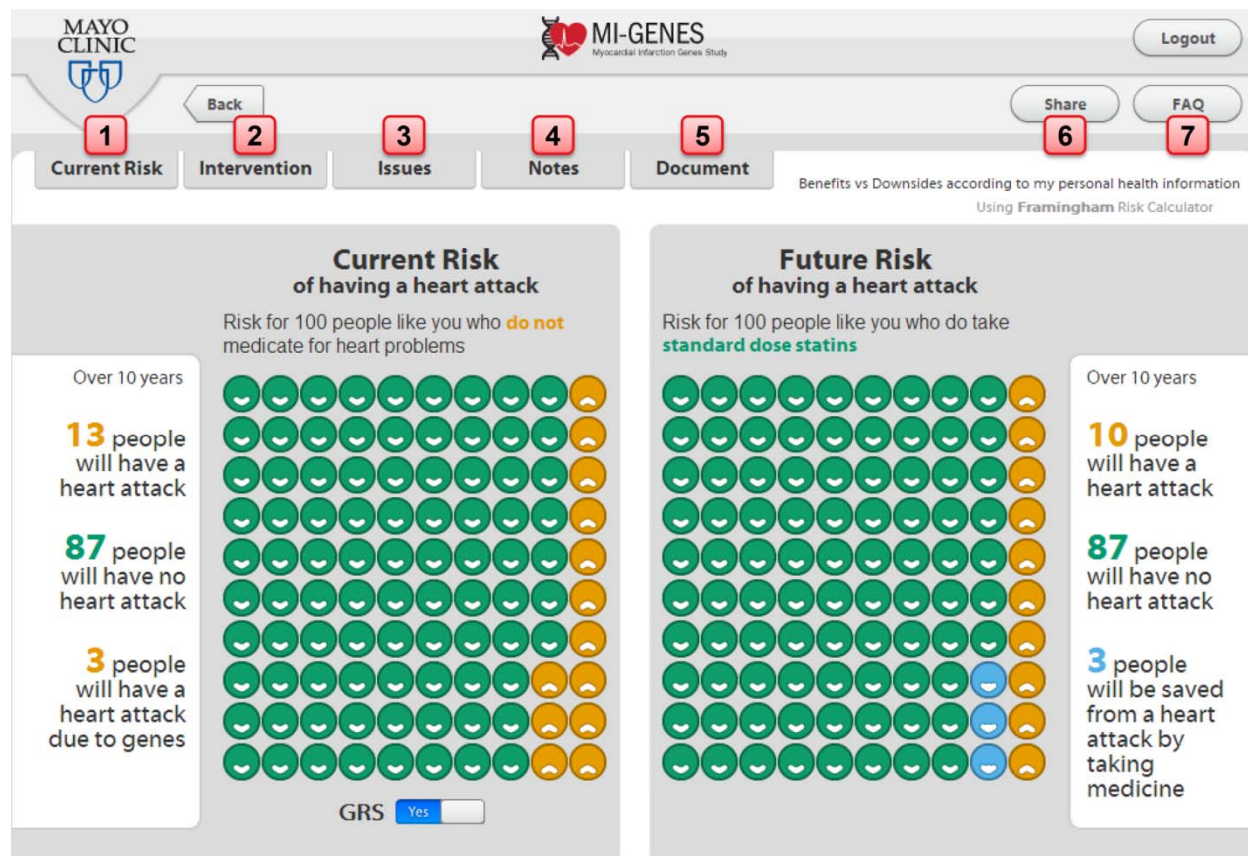 MAYO
CLINIC
MI-GENES
Myocardial Infarction Genes Study
Logout
Back
Share
FAQ
1
2
3
4
5
6
7
Current Risk
Intervention
Issues
Notes
Document
Benefits vs Downsides according to my personal health information
Using Framingham Risk Calculator
Current Risk
of having a heart attack
Risk for 100 people like you who do not
medicate for heart problems
Over 10 years
13 people
will have a
heart attack
87 people
will have no
heart attack
3 people
will have a
heart attack
due to genes
GRS Yes
Future Risk
of having a heart attack
Risk for 100 people like you who do take
standard dose statins
Over 10 years
10 people
will have a
heart attack
87 people
will have no
heart attack
3 people
will be saved
from a heart
attack by
taking
medicine